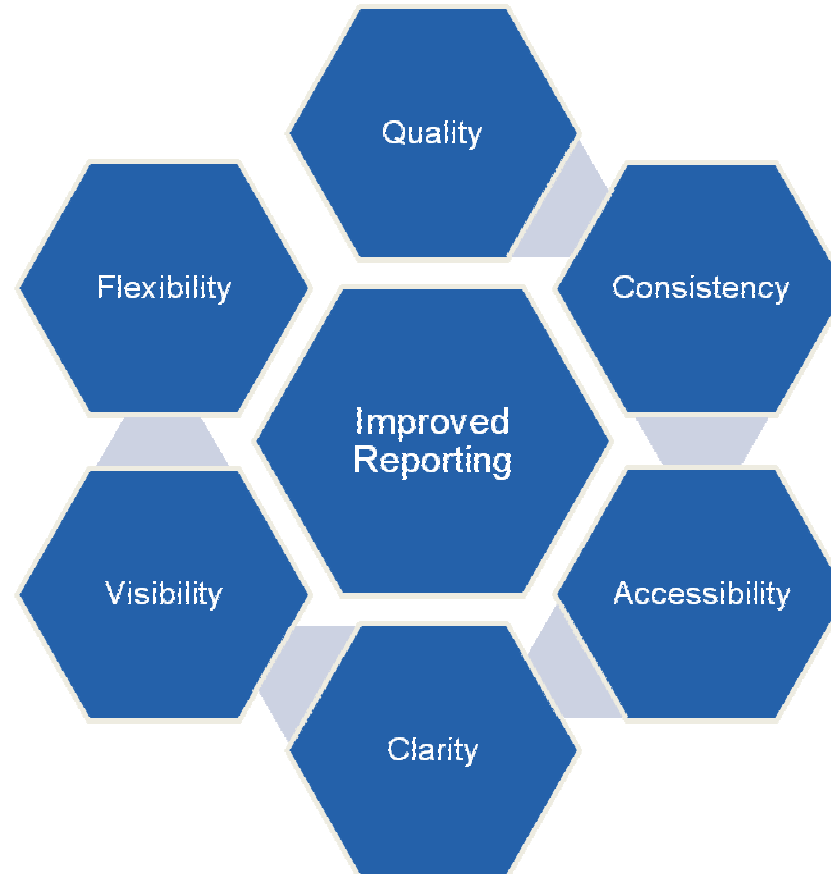 Quality
Flexibility
Consistency
Improved
Reporting
Visibility
Accessibility
Clarity